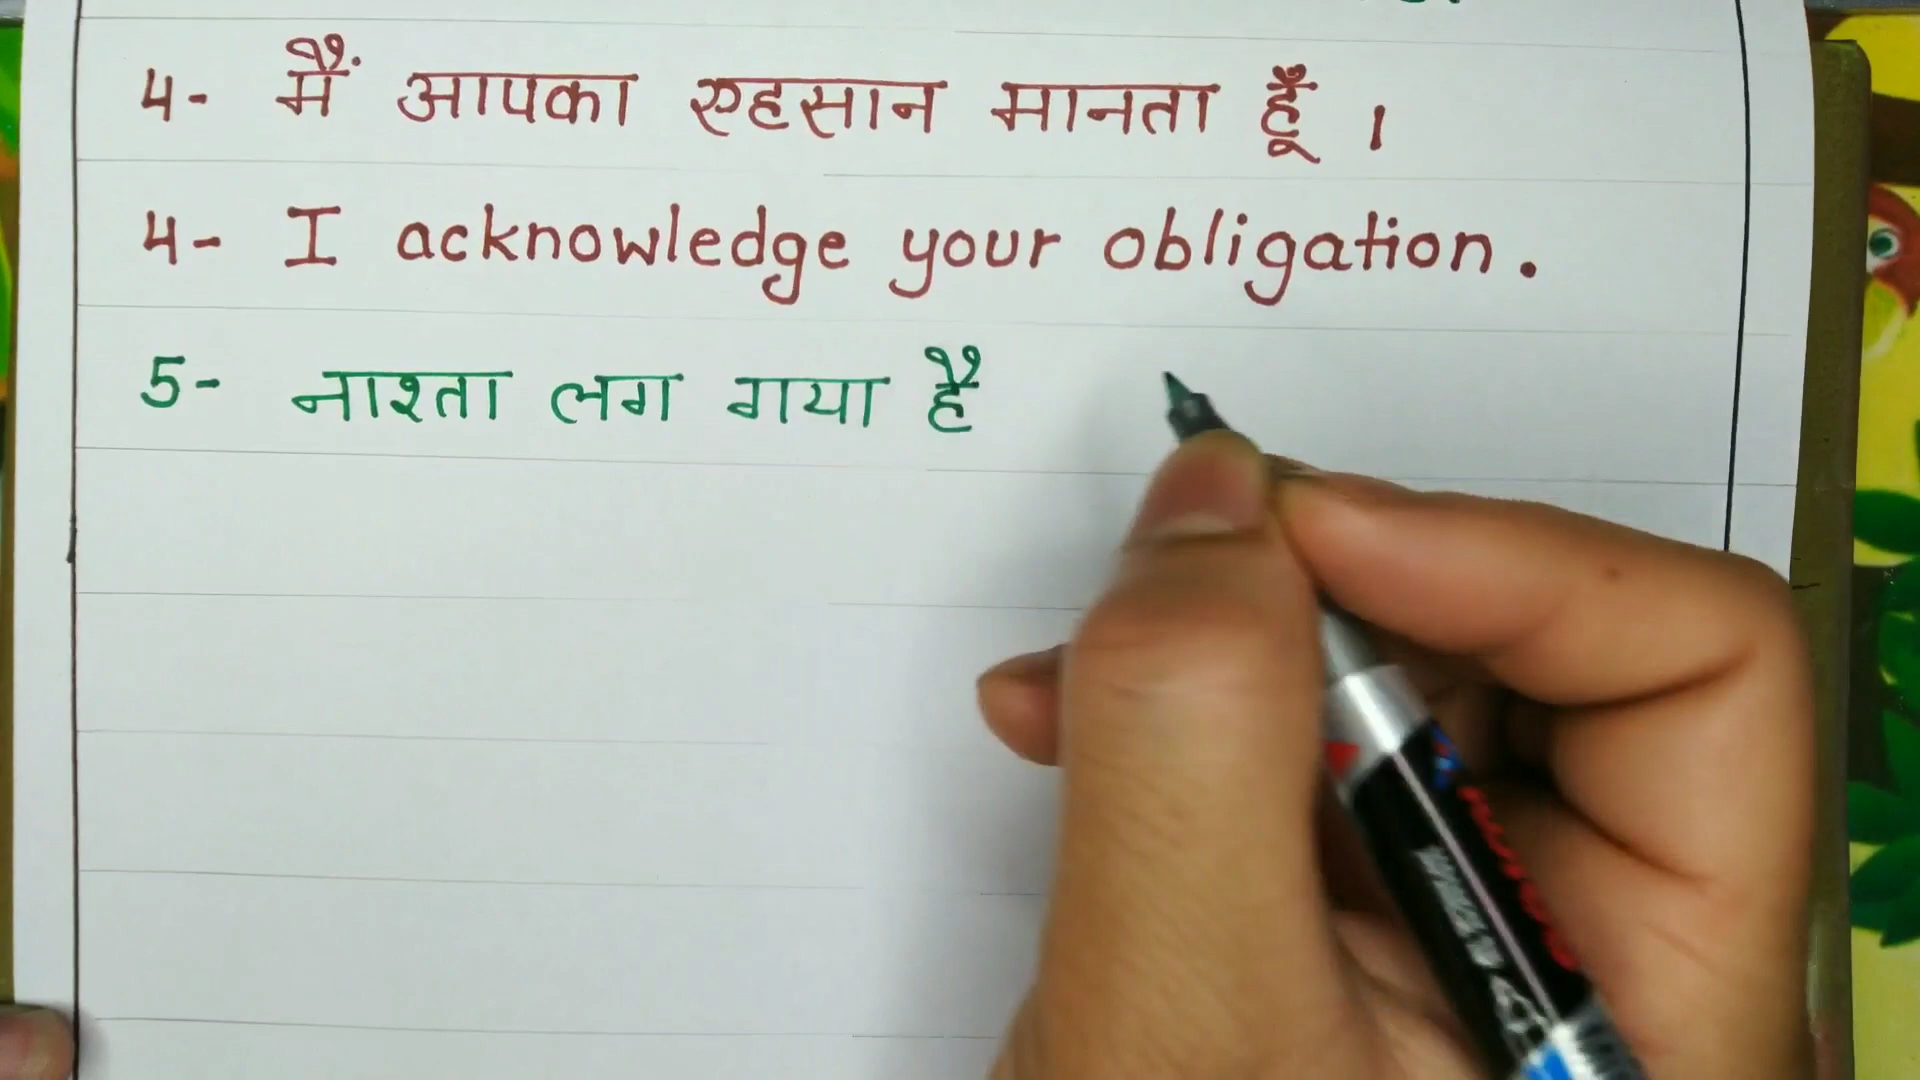 4- मैं आपका एहसान मानता हूँ ।
4- I acknowledge your obligation.
5- नाश्ता लग गया है